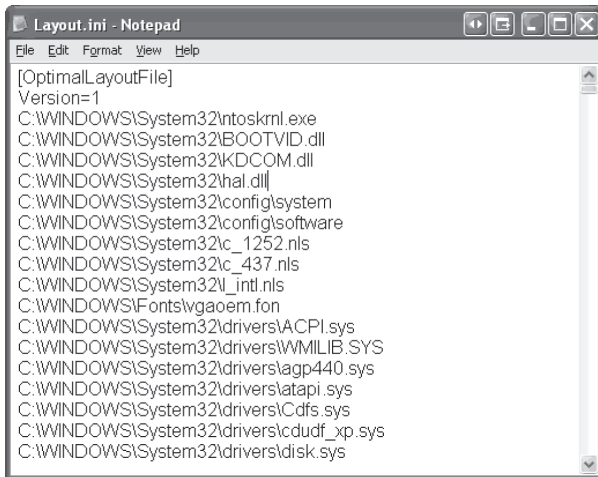 Layout.ini - Notepad
File Edit Format View Help
[OptimalLayoutFile]
Version=1
C:\WINDOWS\System32\ntoskrnl.exe
C:\WINDOWS\System32\BOOTVID.dll
C:\WINDOWS\System32\KDCOM.dll
C:\WINDOWS\System32\hal.dll
C:\WINDOWS\System32\config\system
C:\WINDOWS\System32\config\software
C:\WINDOWS\System32\c_1252.nls
C:\WINDOWS\System32\c_437.nls
C:\WINDOWS\System32\l_intl.nls
C:\WINDOWS\Fonts\vgaoem.fon
C:\WINDOWS\System32\drivers\ACPI.sys
C:\WINDOWS\System32\drivers\WMILIB.SYS
C:\WINDOWS\System32\drivers\agp440.sys
C:\WINDOWS\System32\drivers\atapi.sys
C:\WINDOWS\System32\drivers\Cdfs.sys
C:\WINDOWS\System32\drivers\cdudf_xp.sys
C:\WINDOWS\System32\drivers\disk.sys